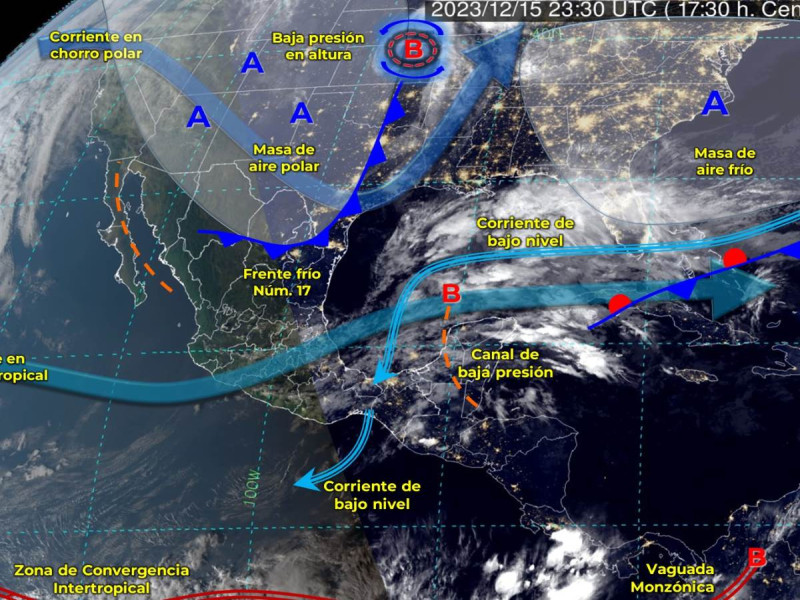 2023/12/15 23:30 UTC ( 17:30 h. Cen
Corriente en
chorro polar
Baja presión
en altura
B
A
A
A
A
Masa de
aire polar
Masa de
aire frío
Corriente de
bajo nivel
Frente frío
Núm. 17
B
e en
ropical
Canal de
baja presión
100W
Corriente de
bajo nivel
Zona de Convergencia
Intertropical
Vaguada
Monzónica
B